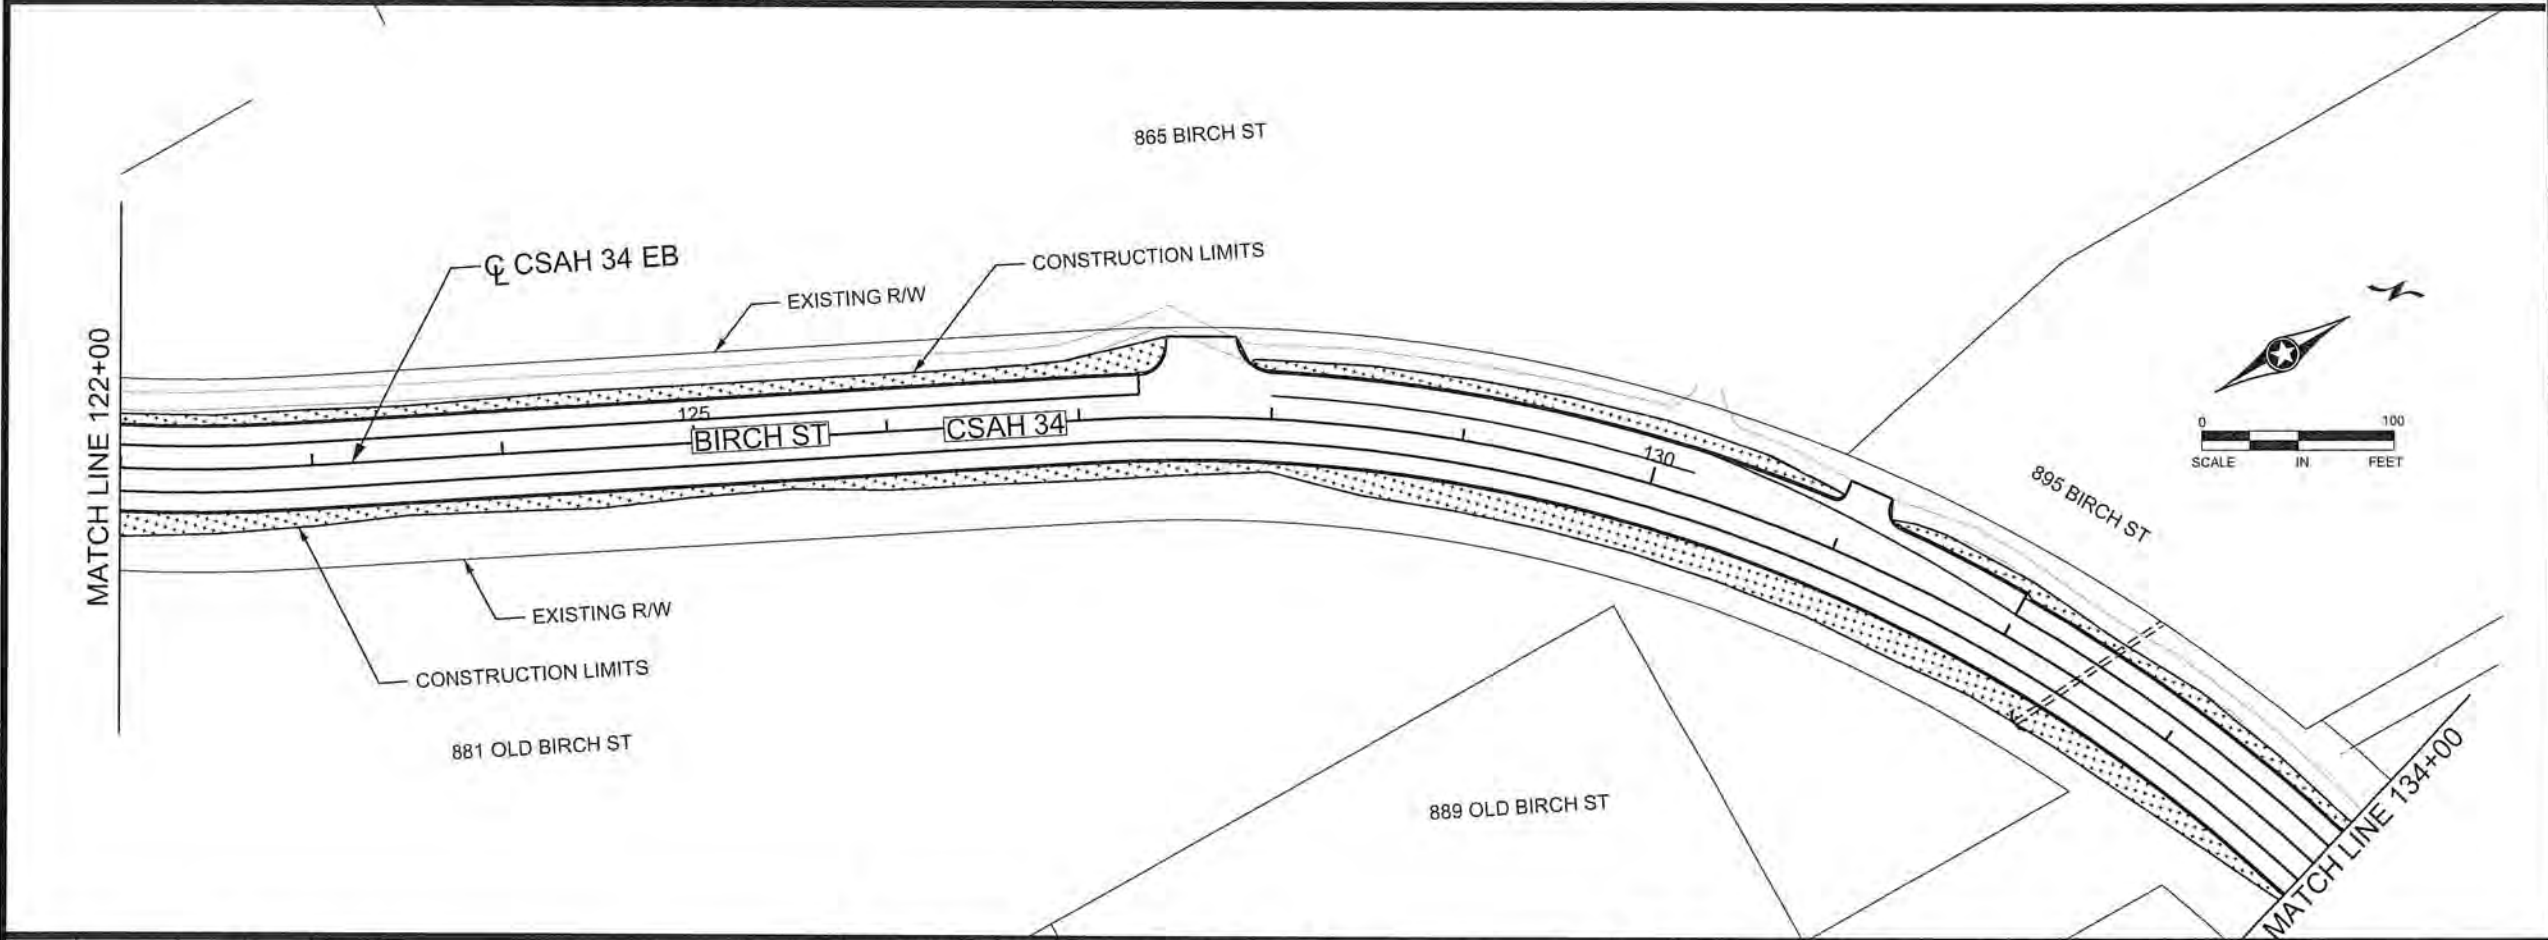 865 BIRCH ST
℄ CSAH 34 EB
CONSTRUCTION LIMITS
EXISTING R/W
MATCH LINE 122+00
125
BIRCH ST
CSAH 34
130
0 100
SCALE IN FEET
895 BIRCH ST
EXISTING R/W
CONSTRUCTION LIMITS
881 OLD BIRCH ST
889 OLD BIRCH ST
MATCH LINE 134+00